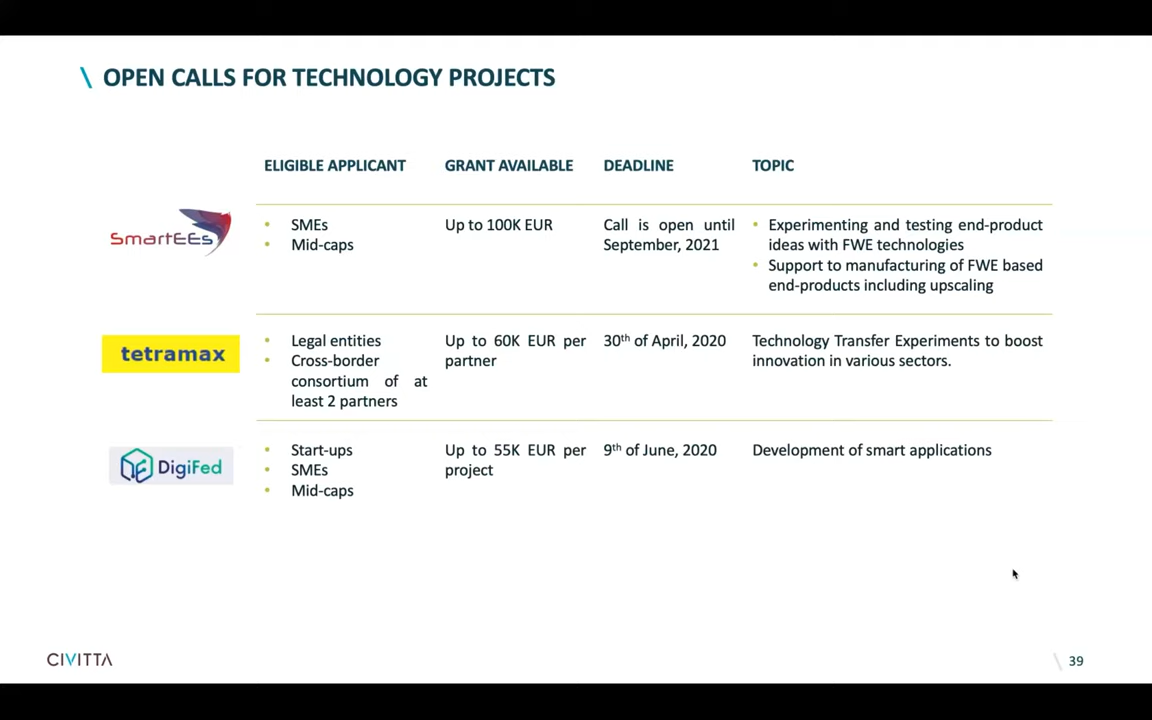 \ OPEN CALLS FOR TECHNOLOGY PROJECTS
ELIGIBLE APPLICANT GRANT AVAILABLE DEADLINE TOPIC
SmartEEs
• SMEs
• Mid-caps
Up to 100K EUR
Call is open until
September, 2021
• Experimenting and testing end-product
ideas with FWE technologies
• Support to manufacturing of FWE based
end-products including upscaling
tetramax
• Legal entities
• Cross-border
consortium of at
least 2 partners
Up to 60K EUR per
partner
30th of April, 2020
Technology Transfer Experiments to boost
innovation in various sectors.
DigiFed
• Start-ups
• SMEs
• Mid-caps
Up to 55K EUR per
project
9th of June, 2020
Development of smart applications
CIVITTA
\ 39